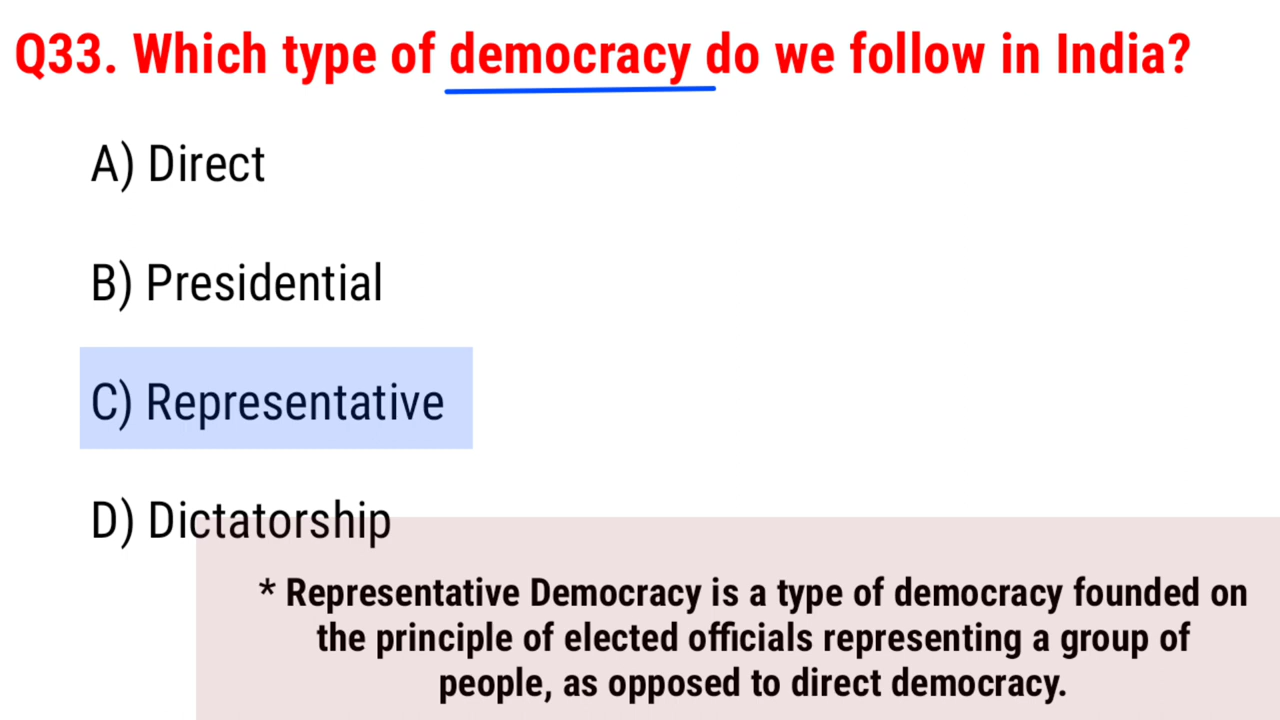 Q33. Which type of democracy do we follow in India?
A) Direct
B) Presidential
C) Representative
D) Dictatorship
* Representative Democracy is a type of democracy founded on
the principle of elected officials representing a group of
people, as opposed to direct democracy.